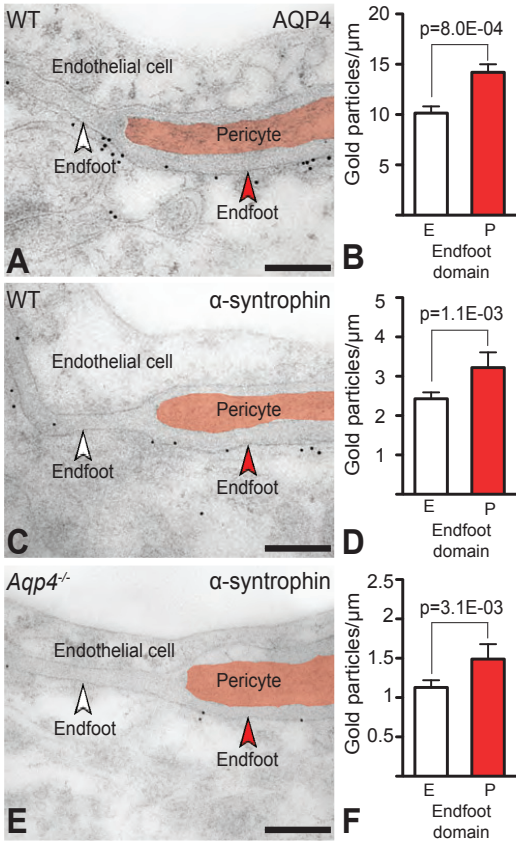 WT
AQP4
Endothelial cell
Pericyte
Endfoot
Endfoot
A
Gold particles/µm
20
15
10
5
p=8.0E-04
E
P
Endfoot
domain
B
WT
α-syntrophin
Endothelial cell
Pericyte
Endfoot
Endfoot
C
Gold particles/µm
5
4
3
2
1
p=1.1E-03
E
P
Endfoot
domain
D
Aqp4-/-
α-syntrophin
Endothelial cell
Pericyte
Endfoot
Endfoot
E
Gold particles/µm
2.5
2
1.5
1
0.5
p=3.1E-03
E
P
Endfoot
domain
F